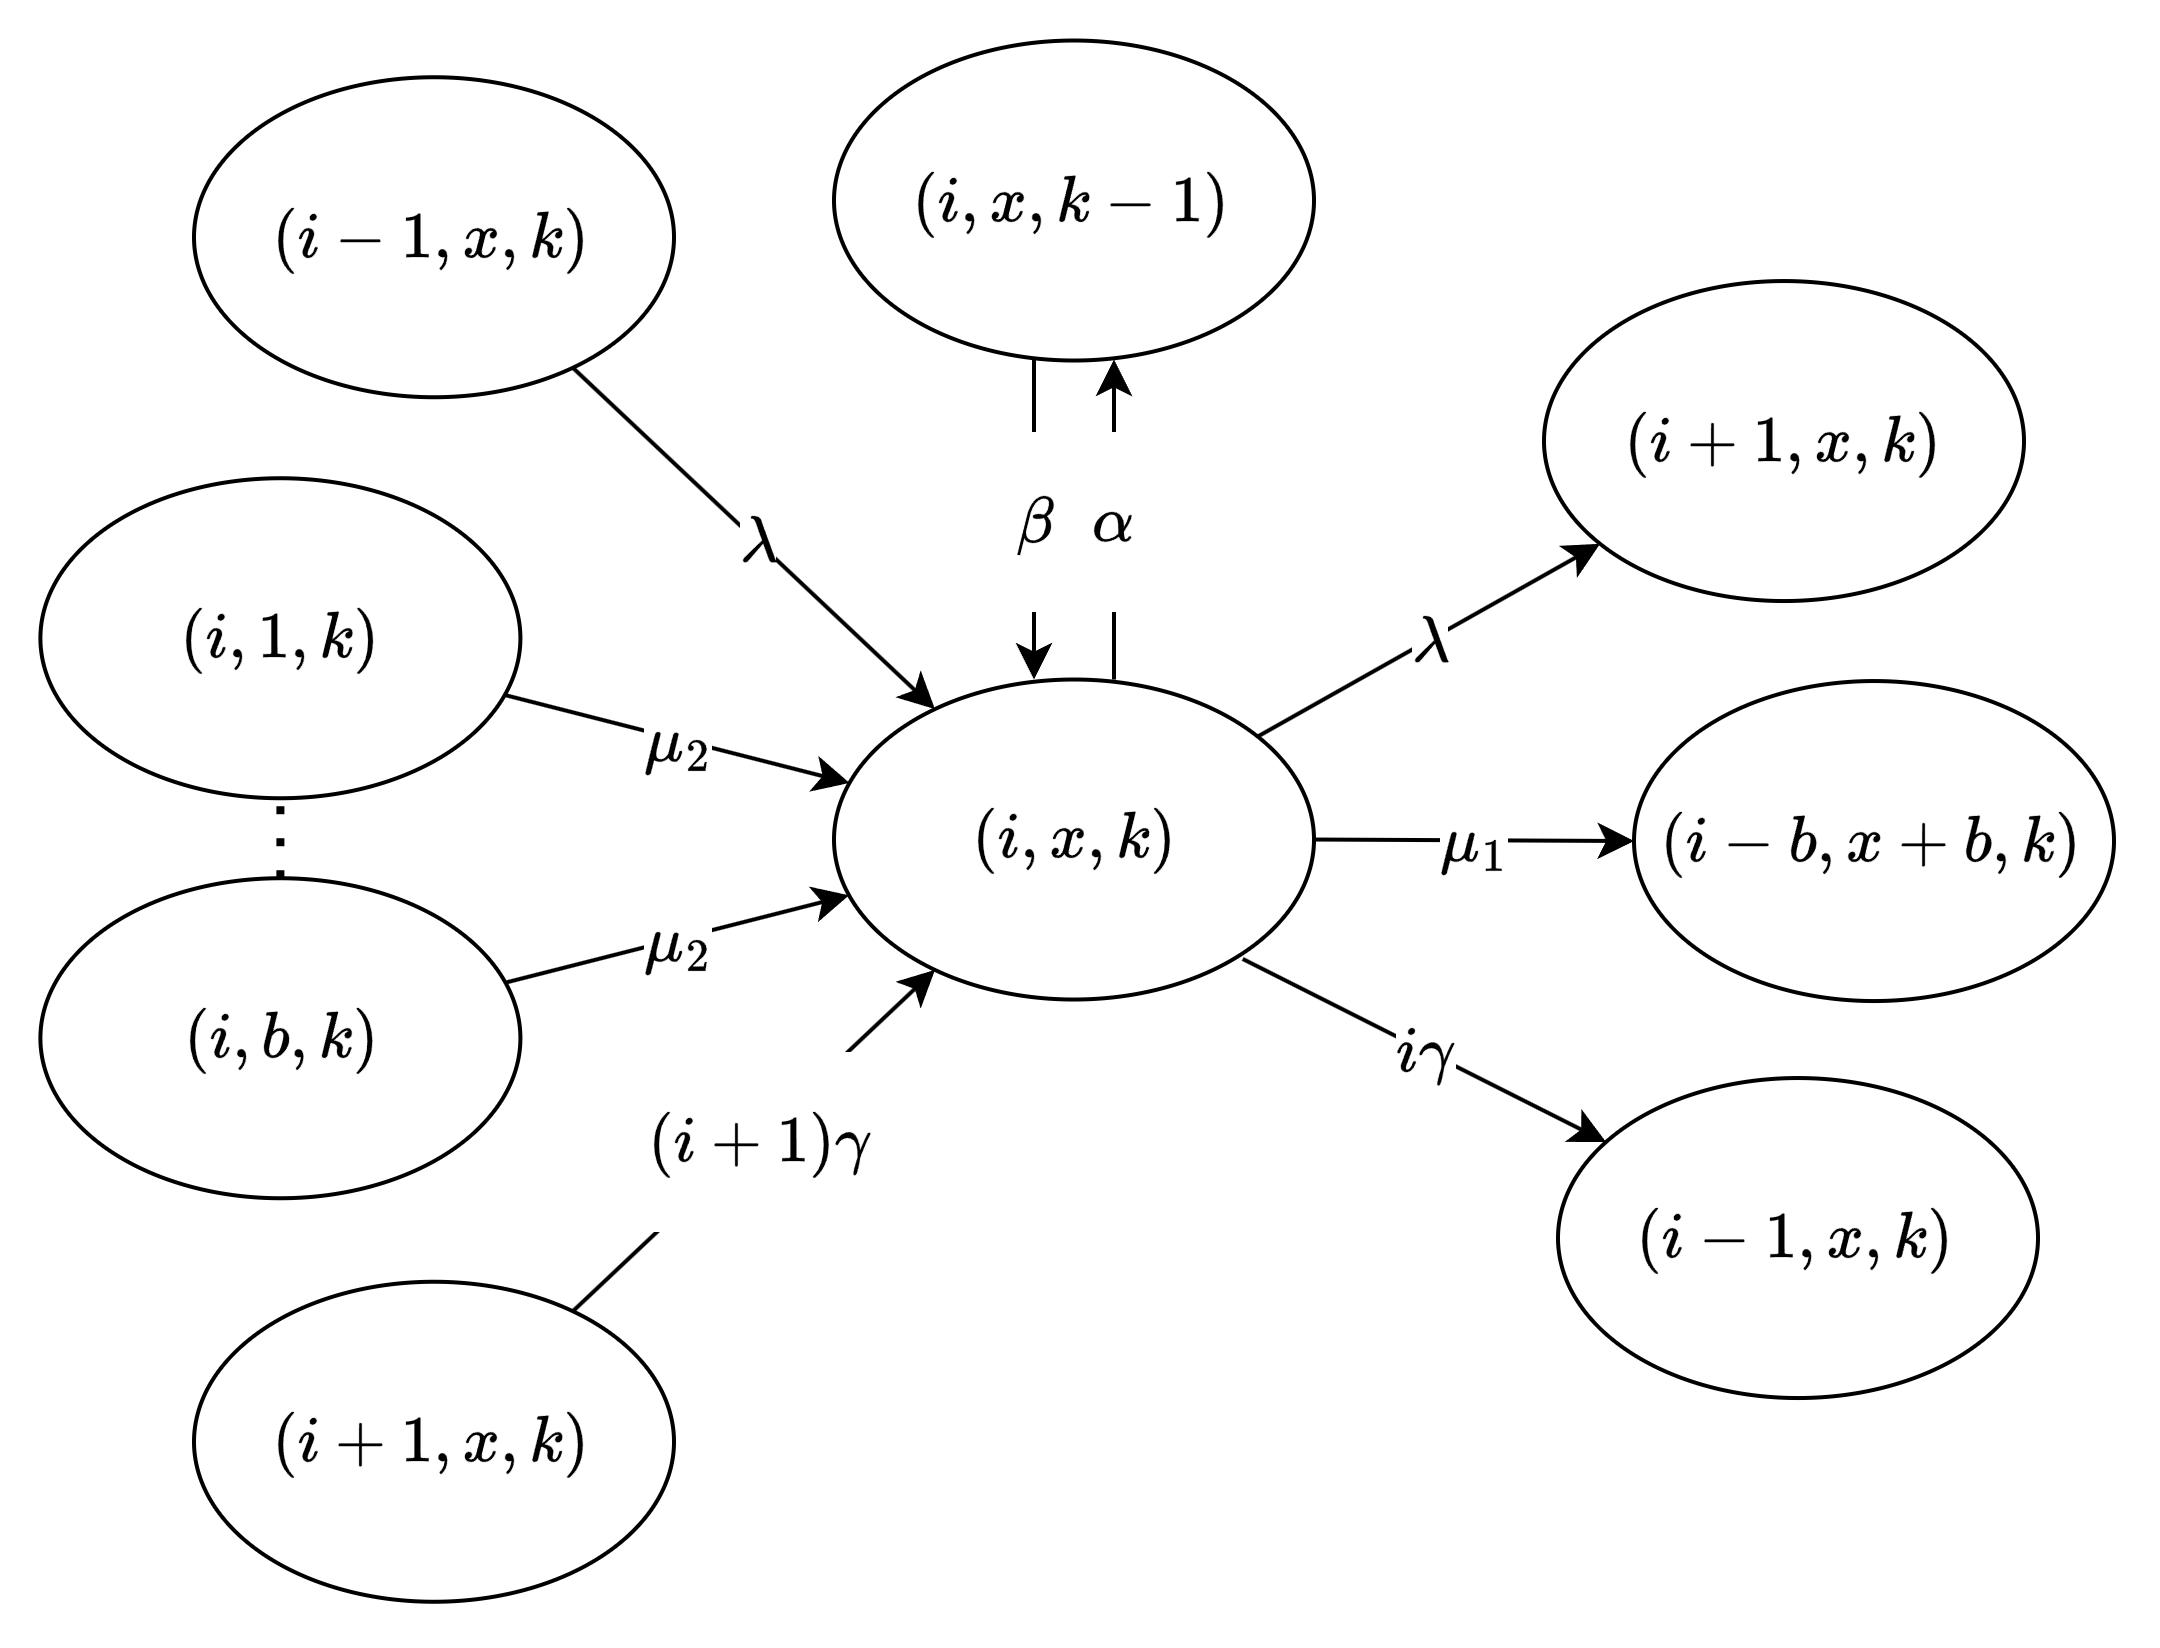 (i, x, k − 1)
(i − 1, x, k)
(i + 1, x, k)
β α
λ
(i, 1, k)
λ
μ₂
(i, x, k)
μ₁
(i − b, x + b, k)
μ₂
(i, b, k)
iγ
(i + 1)γ
(i − 1, x, k)
(i + 1, x, k)